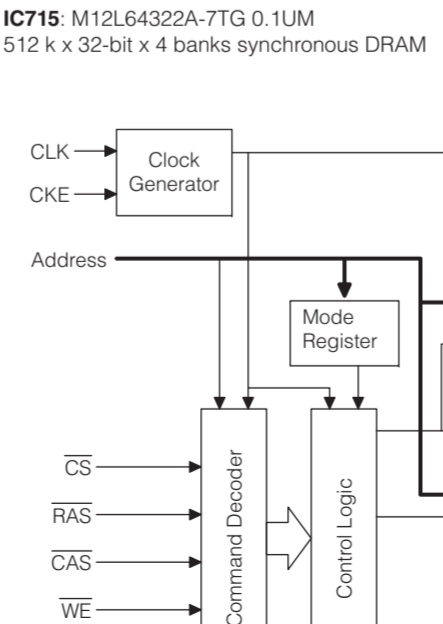 IC715: M12L64322A-7TG 0.1UM
512 k x 32-bit x 4 banks synchronous DRAM
CLK
Clock
Generator
CKE
Address
Mode
Register
CS
RAS
CAS
WE
Command Decoder
Control Logic